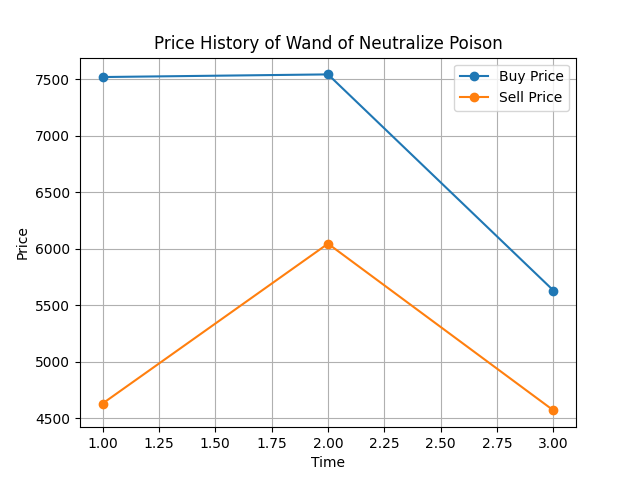 Price History of Wand of Neutralize Poison
Buy Price
Sell Price
Price
7500
7000
6500
6000
5500
5000
4500
1.00 1.25 1.50 1.75 2.00 2.25 2.50 2.75 3.00
Time